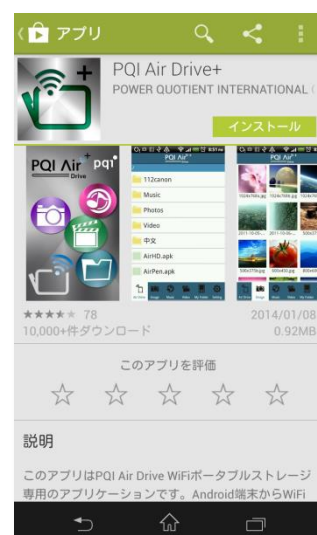 アプリ
PQI Air Drive+
POWER QUOTIENT INTERNATIONAL (
インストール
PQI Air+ pqi
Drive
PQI Air+
112canon
Music
Photos
Video
中文
AirHD.apk
AirPen.apk
78
2014/01/08
10,000+件ダウンロード
0.92MB
このアプリを評価
説明
このアプリはPQI Air Drive WiFiポータブルストレージ
専用のアプリケーションです。Android端末からWiFi